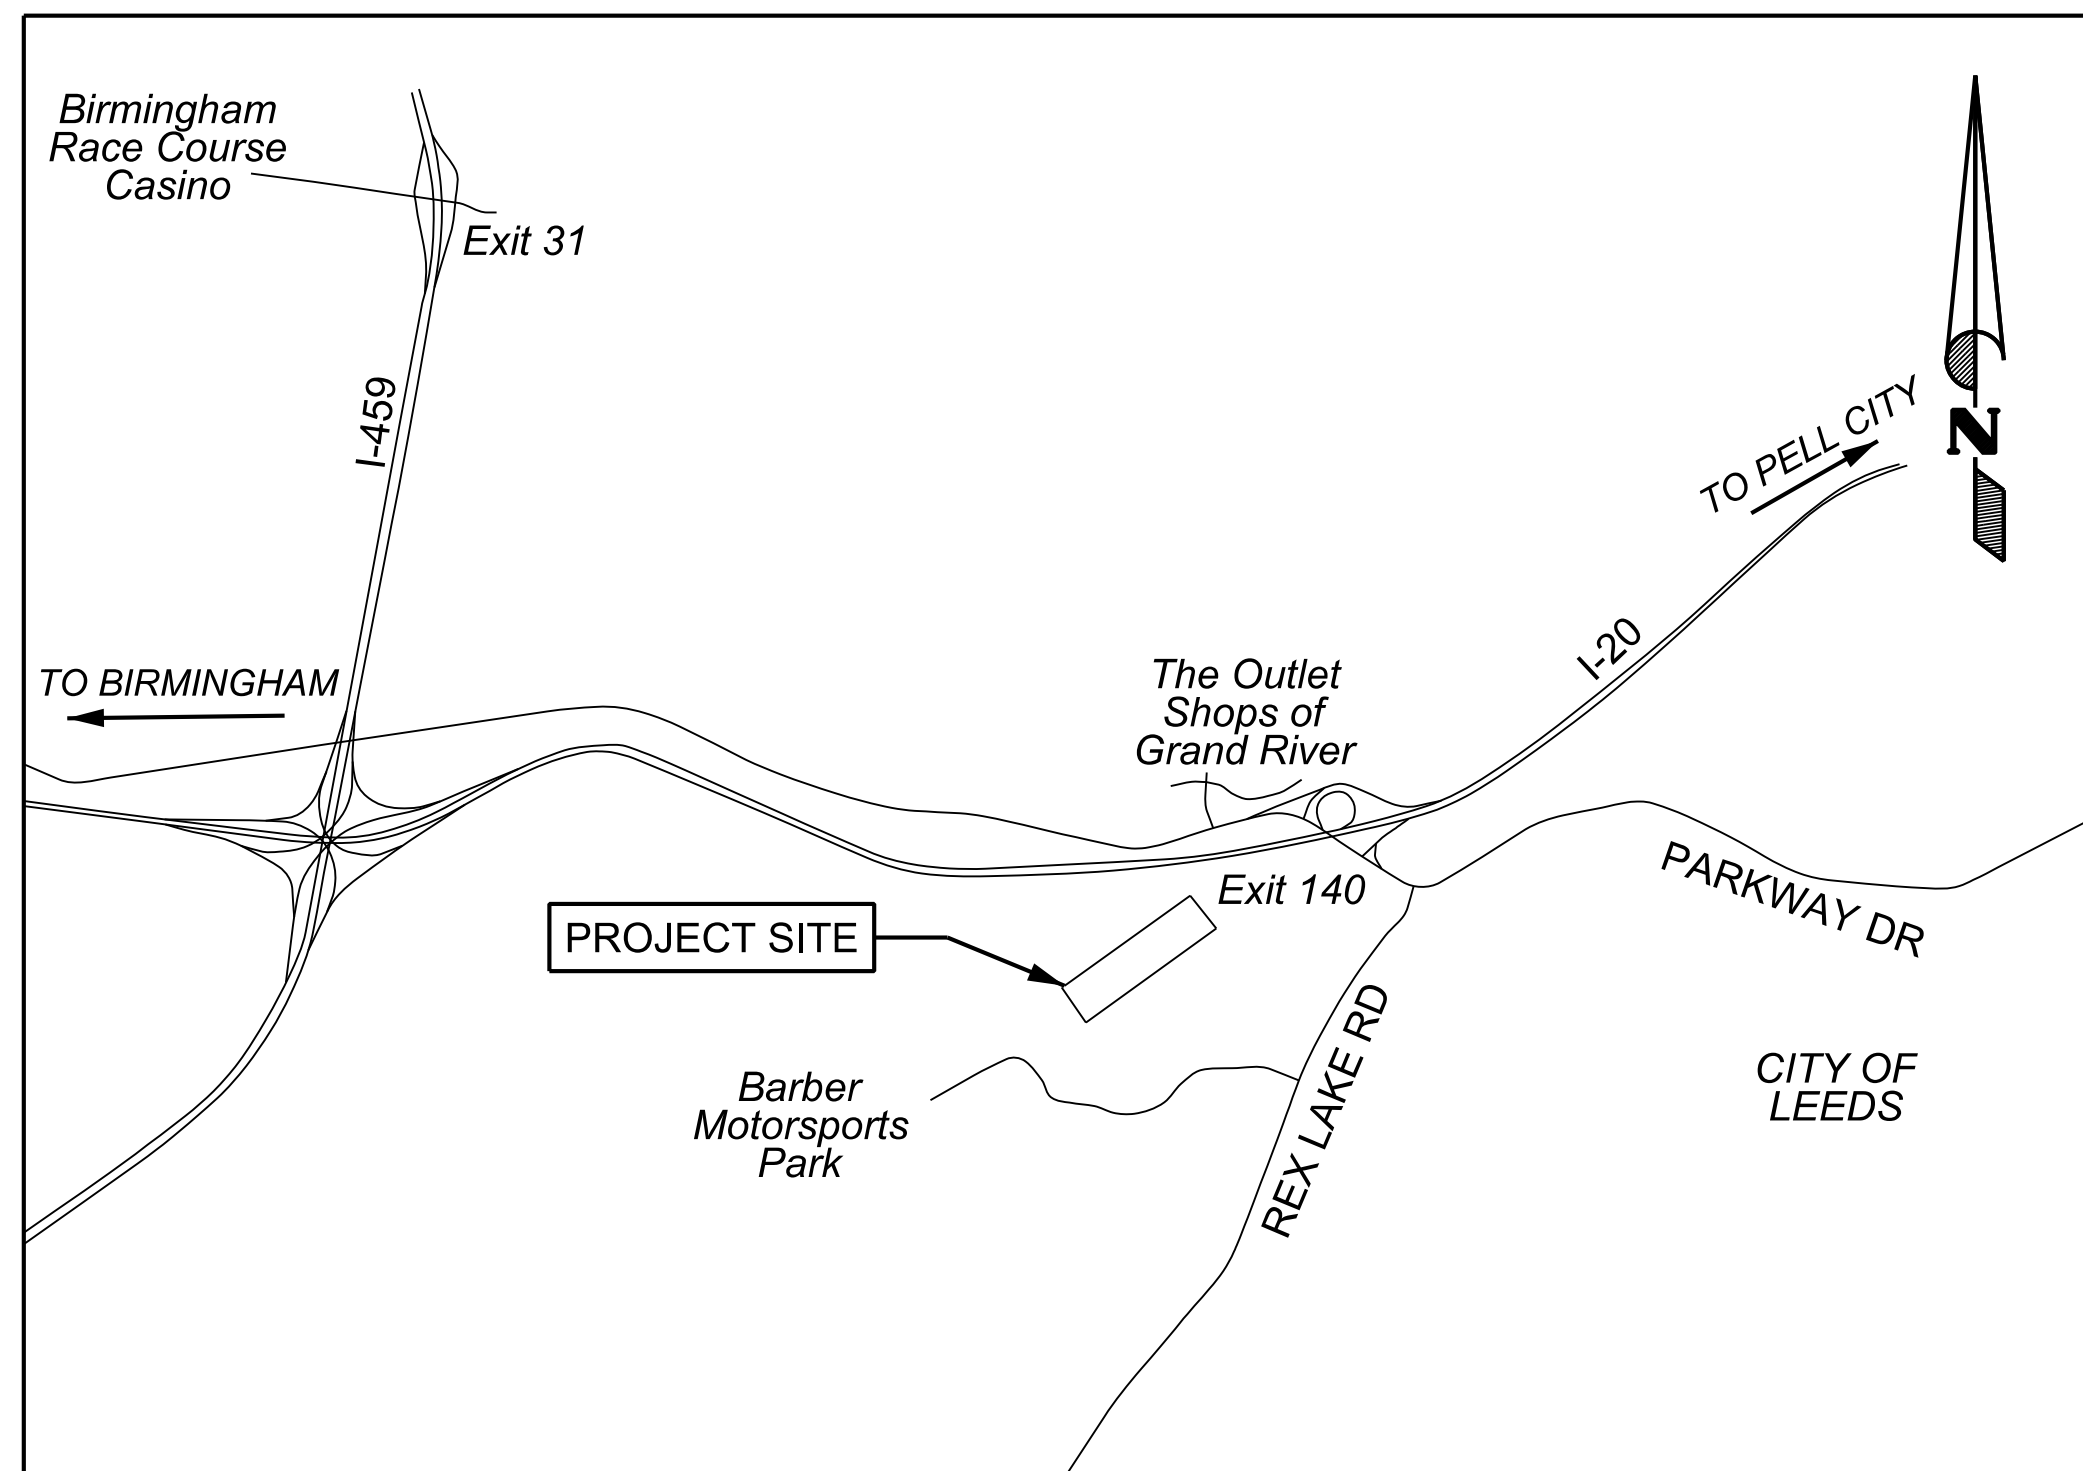 Birmingham
Race Course
Casino
Exit 31
I-459
N
TO PELL CITY
I-20
TO BIRMINGHAM
The Outlet
Shops of
Grand River
Exit 140
PARKWAY DR
PROJECT SITE
REX LAKE RD
CITY OF
LEEDS
Barber
Motorsports
Park